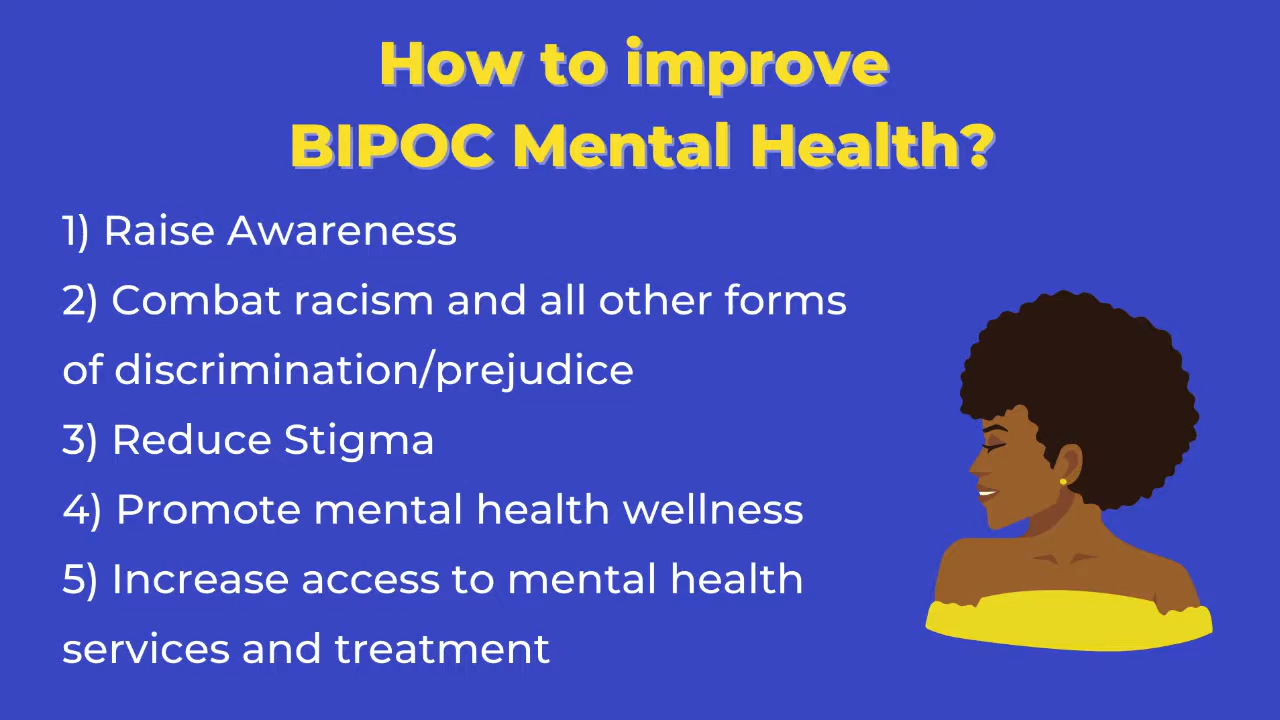 How to improve
BIPOC Mental Health?
1) Raise Awareness
2) Combat racism and all other forms
of discrimination/prejudice
3) Reduce Stigma
4) Promote mental health wellness
5) Increase access to mental health
services and treatment